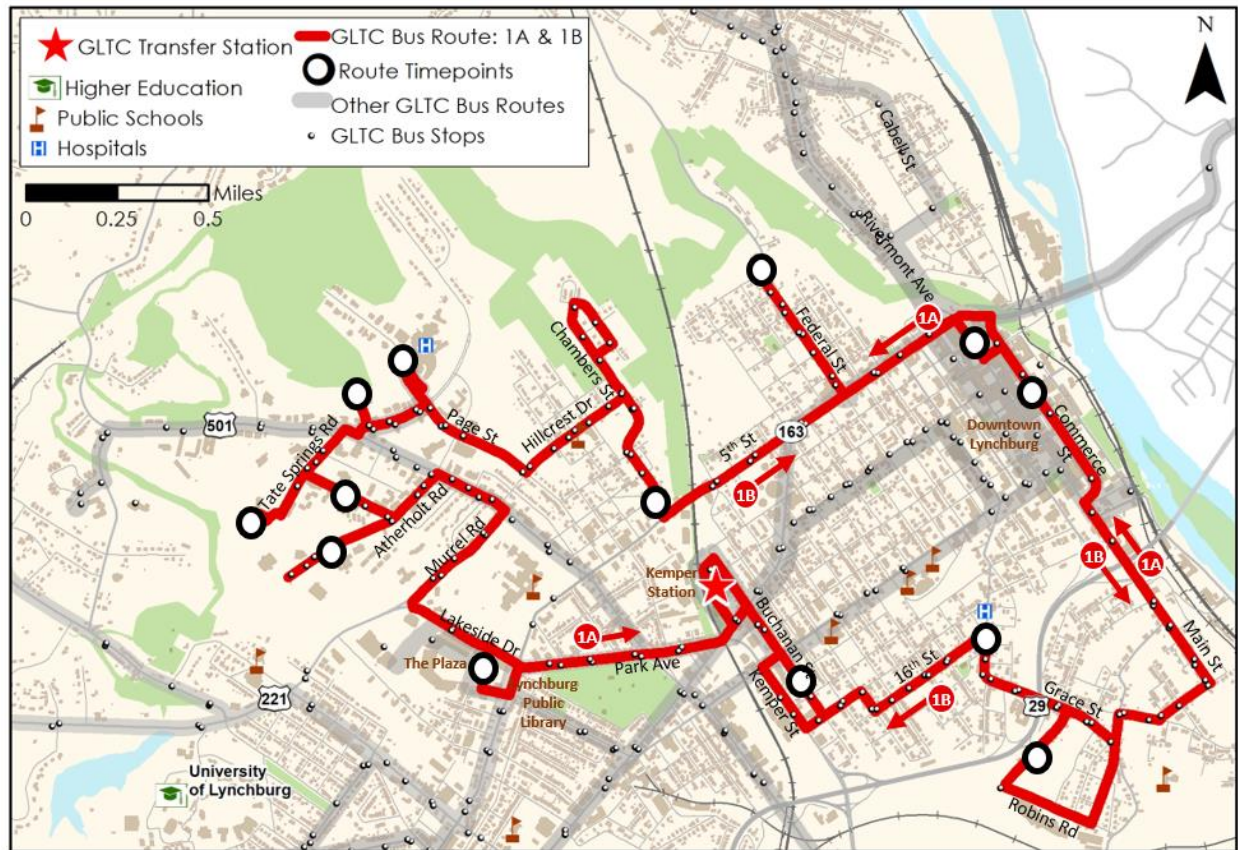 GLTC Transfer Station
Higher Education
Public Schools
Hospitals
GLTC Bus Route: 1A & 1B
Route Timepoints
Other GLTC Bus Routes
GLTC Bus Stops
H
N
Miles
0
0.25
0.5
Cabell St
Rivermont Ave
1A
Federal St
H
Chambers St
501
Page St
Hillcrest Dr
163
5th St
1B
Downtown
Lynchburg
Commerce
St
Tate Springs Rd
Atherholt Rd
Murrel Rd
Kemper
Station
1B
1A
Buchanan S
H
Main St
Lakeside Dr
1A
Park Ave
The Plaza
16th St
Kemper St
1B
Grace St
29
221
ynchburg
Public
Library
University
of Lynchburg
Robins Rd